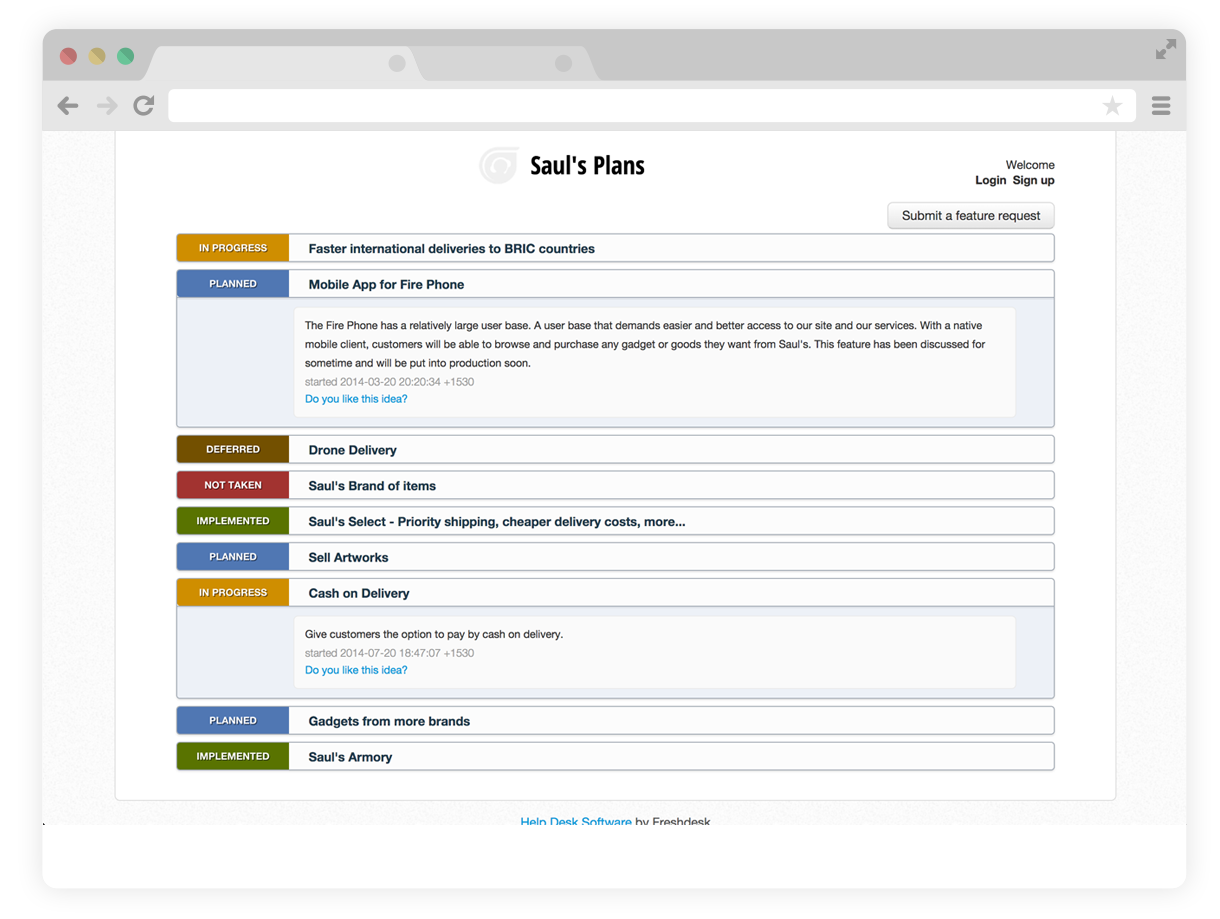 Saul's Plans
Welcome
Login Sign up
Submit a feature request
IN PROGRESS Faster international deliveries to BRIC countries
PLANNED Mobile App for Fire Phone
The Fire Phone has a relatively large user base. A user base that demands easier and better access to our site and our services. With a native
mobile client, customers will be able to browse and purchase any gadget or goods they want from Saul's. This feature has been discussed for
sometime and will be put into production soon.
started 2014-03-20 20:20:34 +1530
Do you like this idea?
DEFERRED Drone Delivery
NOT TAKEN Saul's Brand of items
IMPLEMENTED Saul's Select - Priority shipping, cheaper delivery costs, more...
PLANNED Sell Artworks
IN PROGRESS Cash on Delivery
Give customers the option to pay by cash on delivery.
started 2014-07-20 18:47:07 +1530
Do you like this idea?
PLANNED Gadgets from more brands
IMPLEMENTED Saul's Armory
Help Desk Software by Freshdesk